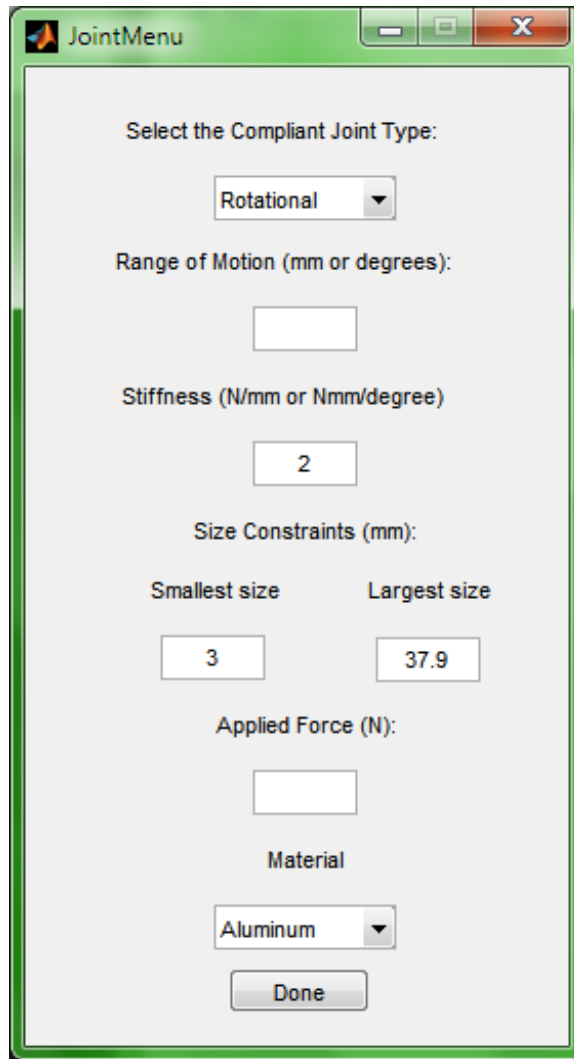 JointMenu
Select the Compliant Joint Type:
Rotational
Range of Motion (mm or degrees):
Stiffness (N/mm or Nmm/degree)
2
Size Constraints (mm):
Smallest size Largest size
3 37.9
Applied Force (N):
Material
Aluminum
Done